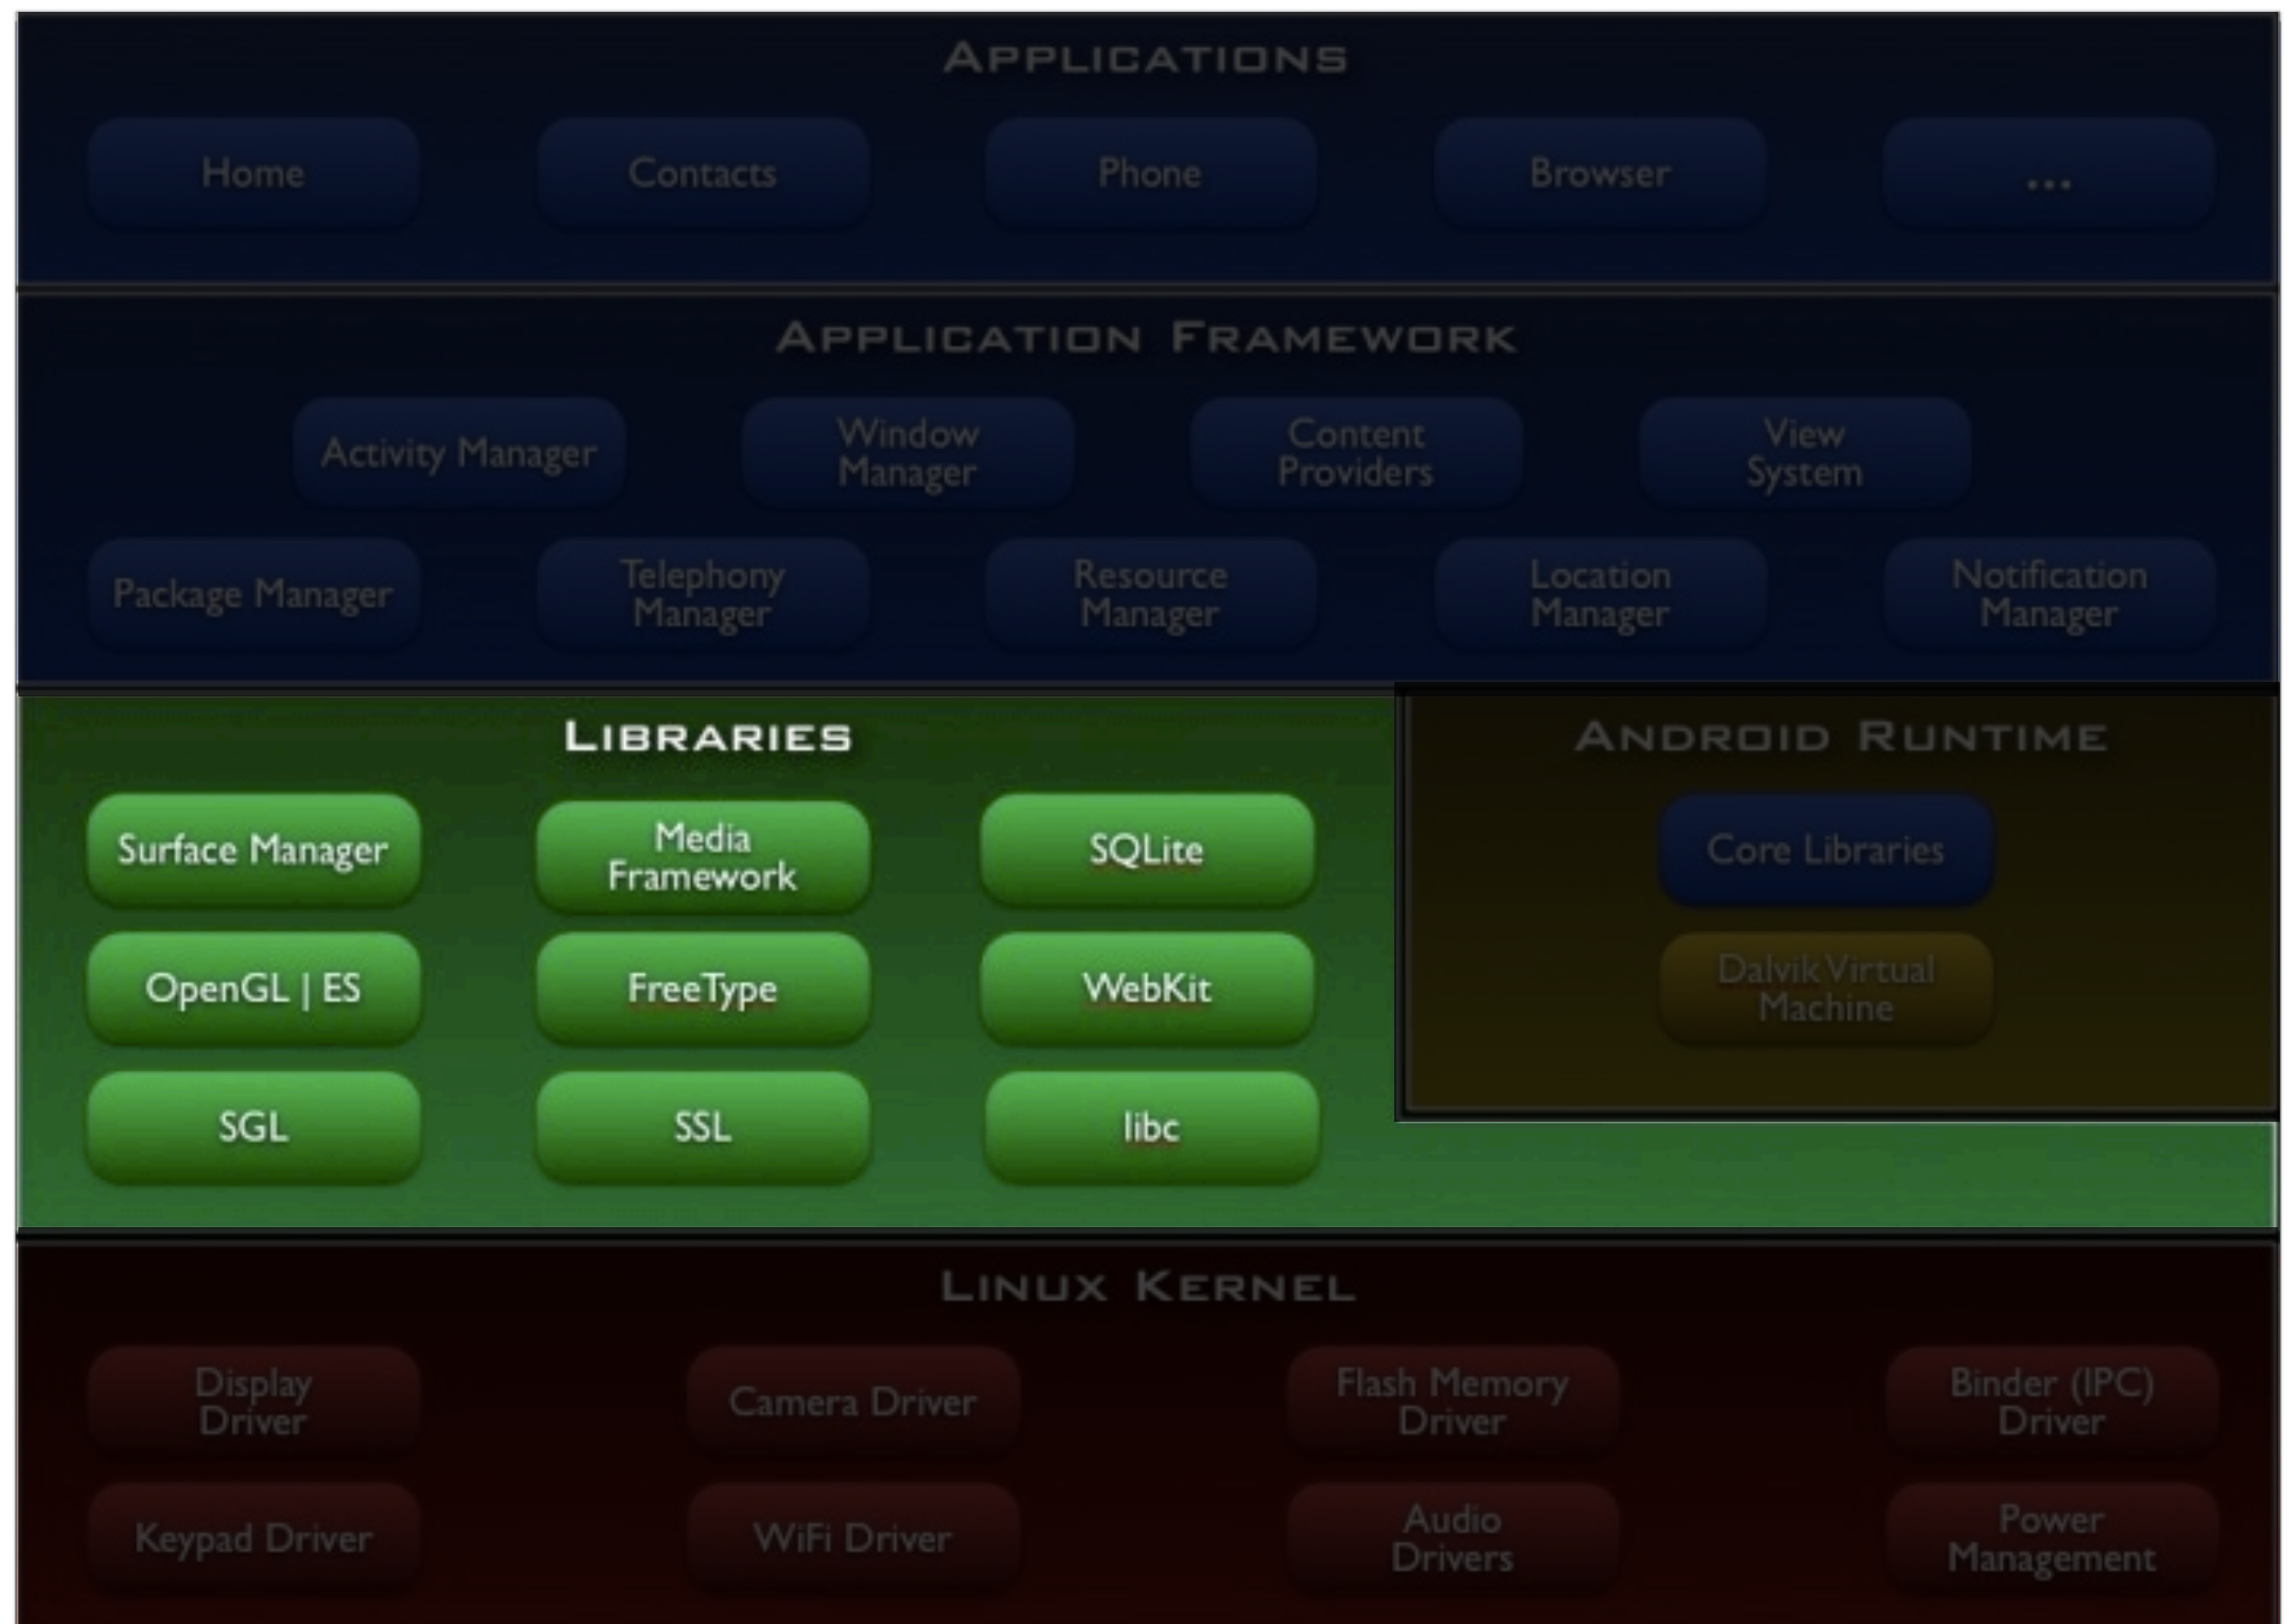 APPLICATIONS
Home
Contacts
Phone
Browser
...
APPLICATION FRAMEWORK
Activity Manager
Window
Manager
Content
Providers
View
System
Package Manager
Telephony
Manager
Resource
Manager
Location
Manager
Notification
Manager
LIBRARIES
Surface Manager
Media
Framework
SQLite
OpenGL | ES
FreeType
WebKit
SGL
SSL
libc
ANDROID RUNTIME
Core Libraries
Dalvik Virtual
Machine
LINUX KERNEL
Display
Driver
Camera Driver
Flash Memory
Driver
Binder (IPC)
Driver
Keypad Driver
WiFi Driver
Audio
Drivers
Power
Management